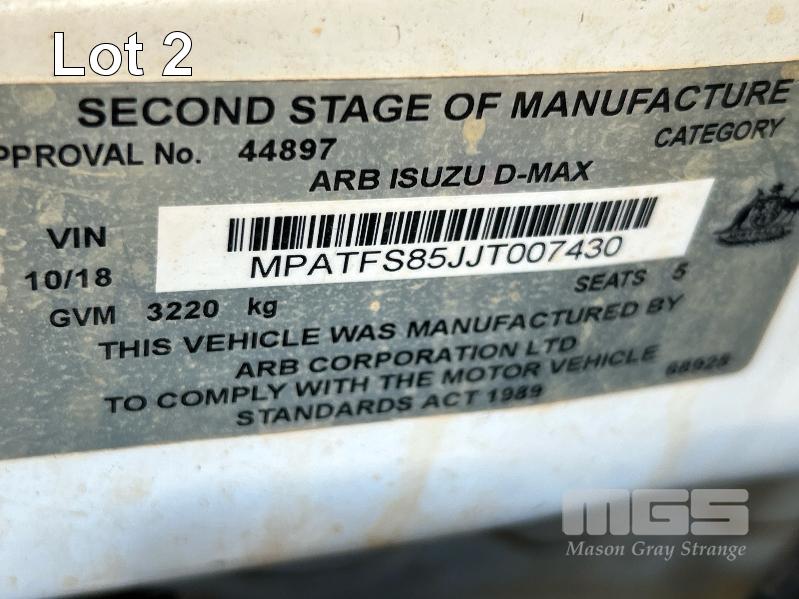 Lot 2
SECOND STAGE OF MANUFACTURE
PPROVAL No. 44897 CATEGORY
ARB ISUZU D-MAX
VIN
MPATFS85JJT007430
10/18
SEATS 5
GVM 3220 kg
THIS VEHICLE WAS MANUFACTURED BY
ARB CORPORATION LTD
TO COMPLY WITH THE MOTOR VEHICLE
STANDARDS ACT 1989
68925
MGS
Mason Gray Strange